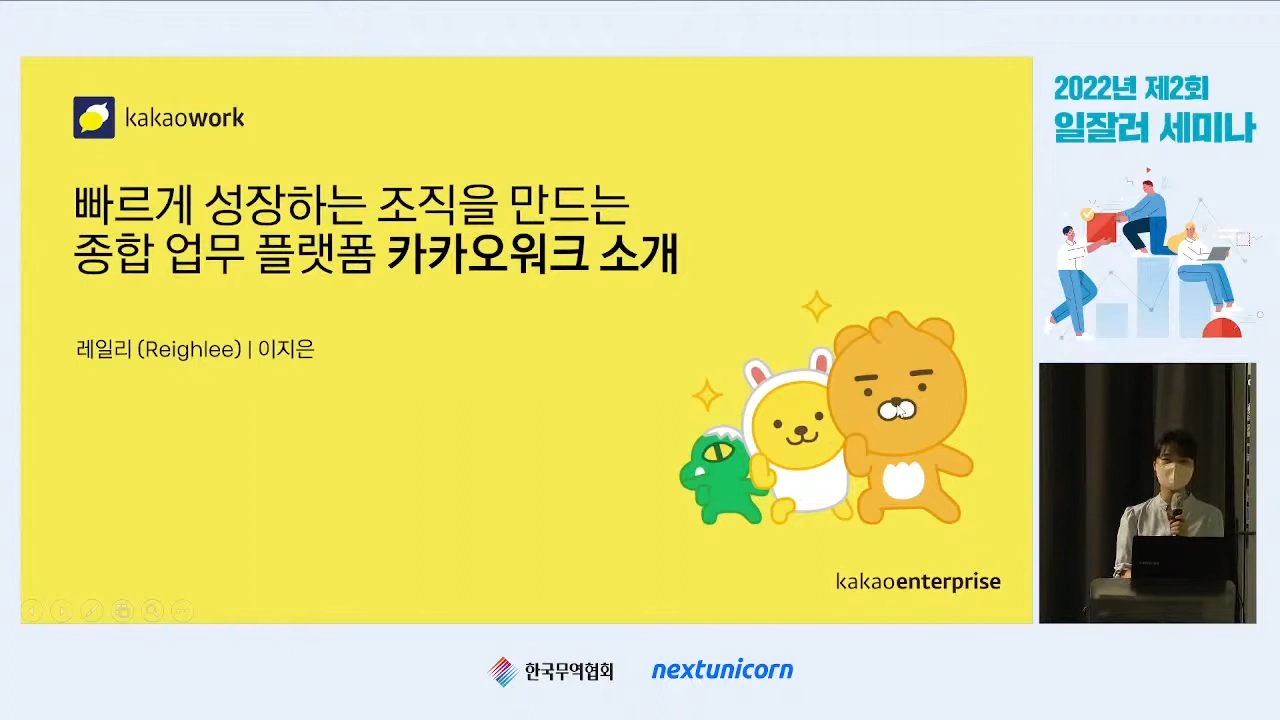 kakaowork
빠르게 성장하는 조직을 만드는
종합 업무 플랫폼 카카오워크 소개
레일리 (Reighlee) | 이지은
kakaoenterprise
2022년 제2회
일잘러 세미나
한국무역협회
nextunicorn